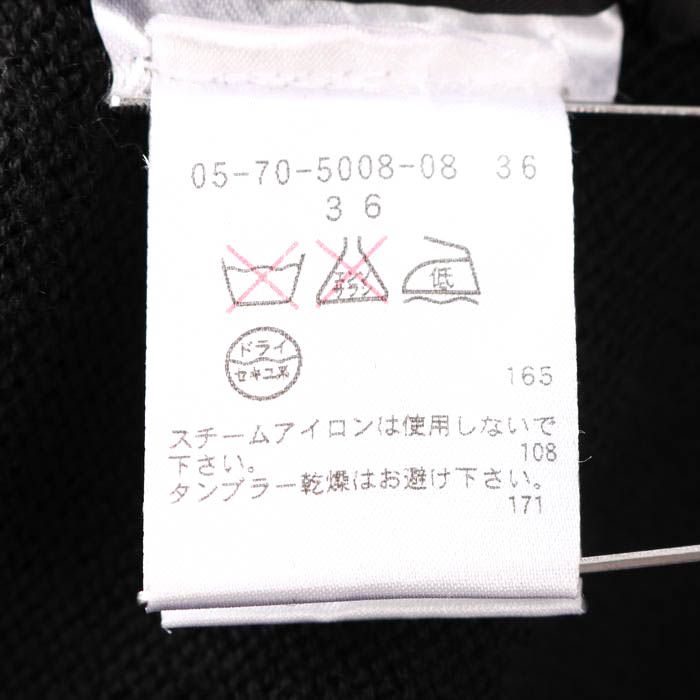 05-70-5008-08 36
36
エンソ
サラシ
低
ドライ
セキユ系
165
スチームアイロンは使用しないで
下さい。 108
タンブラー乾燥はお避け下さい。
171